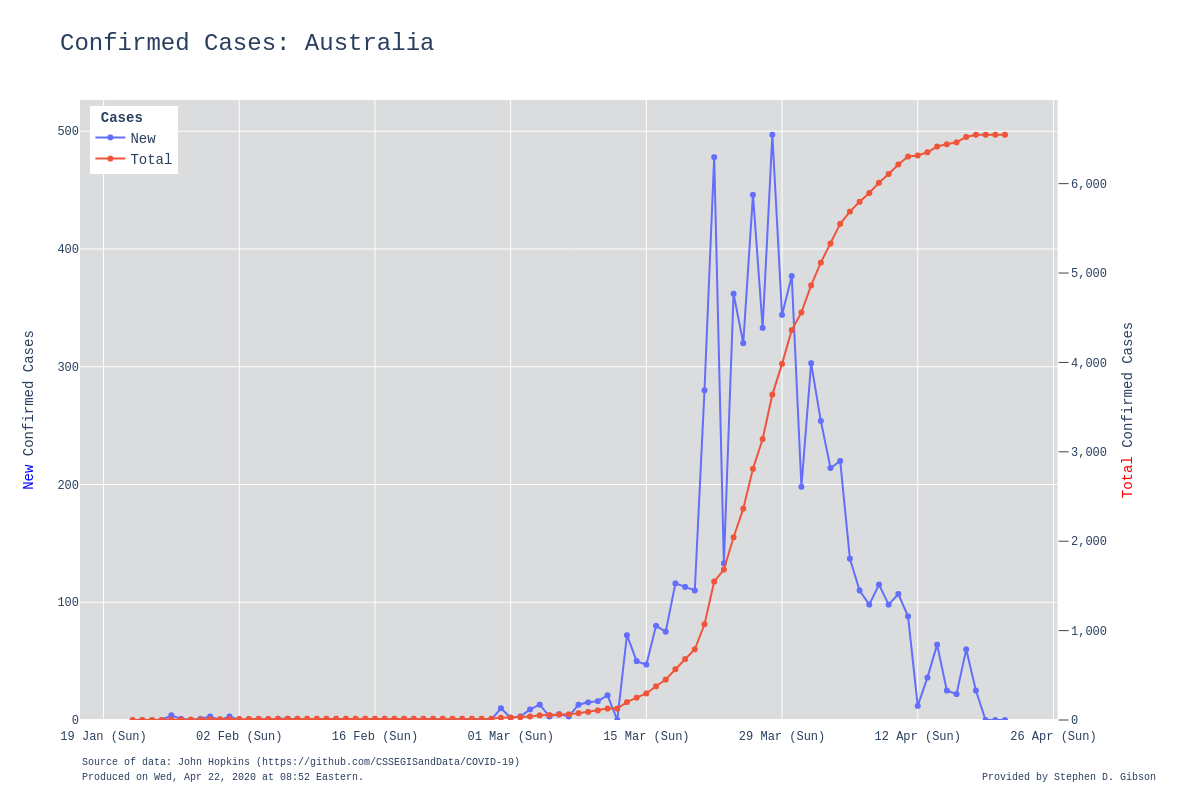 Confirmed Cases: Australia
Cases
New
Total
500
400
300
200
100
0
6,000
5,000
4,000
3,000
2,000
1,000
0
New Confirmed Cases
Total Confirmed Cases
19 Jan (Sun) 02 Feb (Sun) 16 Feb (Sun) 01 Mar (Sun) 15 Mar (Sun) 29 Mar (Sun) 12 Apr (Sun) 26 Apr (Sun)
Source of data: John Hopkins (https://github.com/CSSEGISandData/COVID-19)
Produced on Wed, Apr 22, 2020 at 08:52 Eastern.
Provided by Stephen D. Gibson